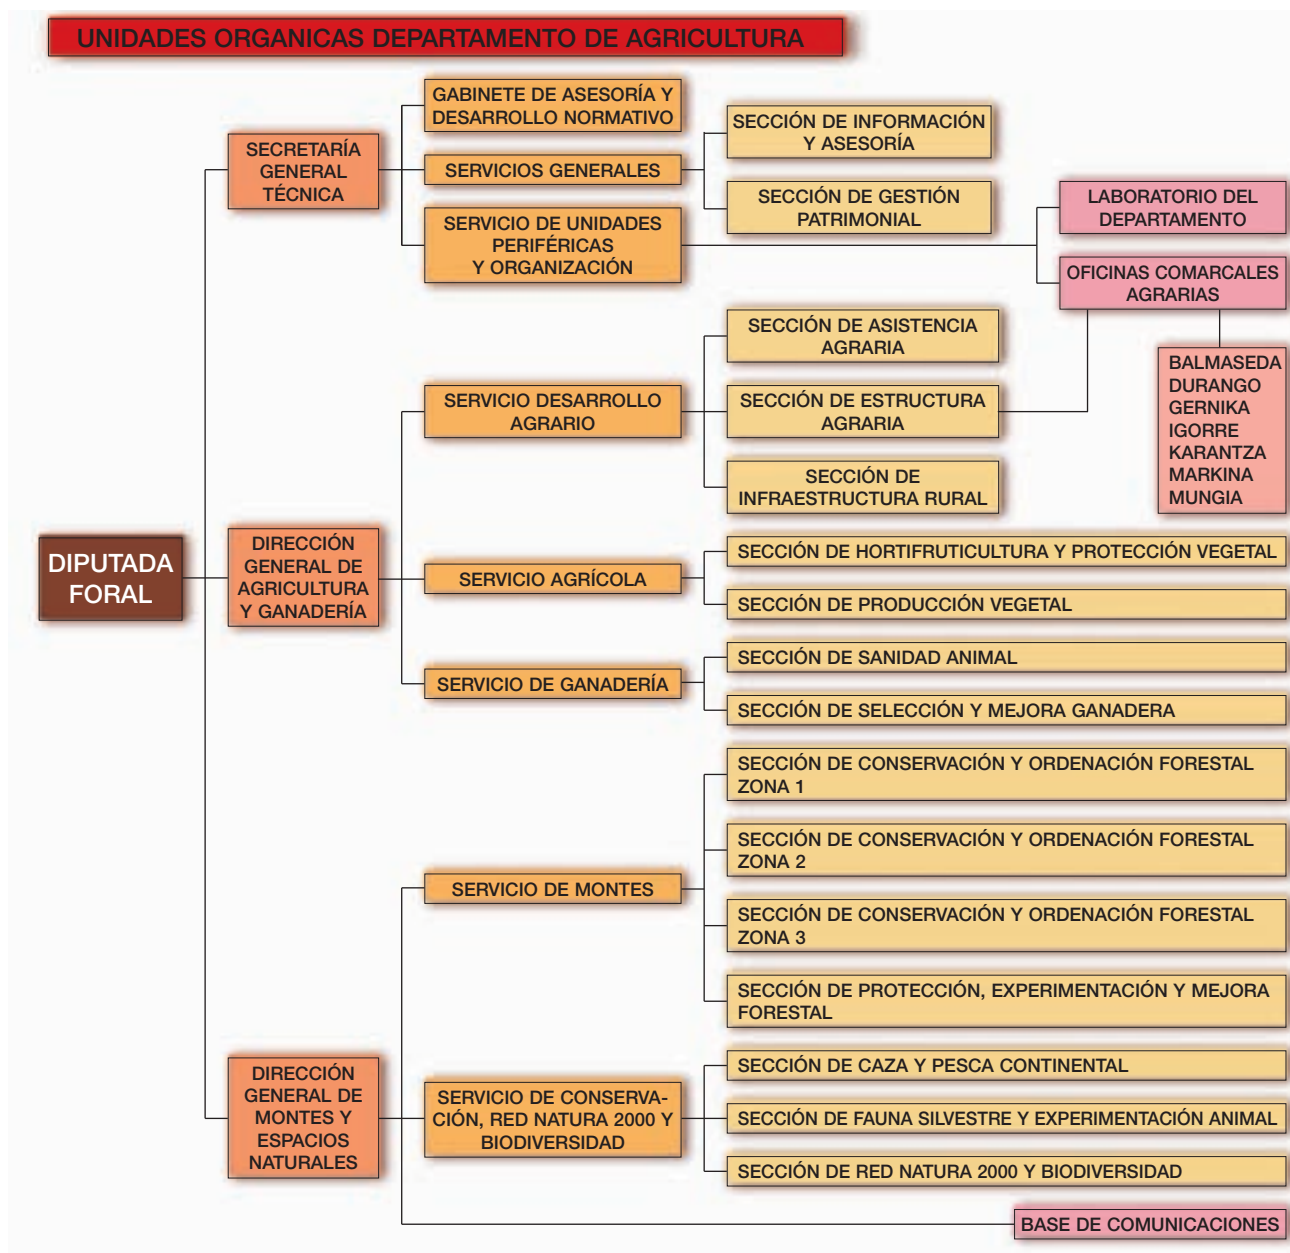 UNIDADES ORGANICAS DEPARTAMENTO DE AGRICULTURA
DIPUTADA
FORAL
SECRETARÍA
GENERAL
TÉCNICA
GABINETE DE ASESORÍA Y
DESARROLLO NORMATIVO
SERVICIOS GENERALES
SECCIÓN DE INFORMACIÓN
Y ASESORÍA
SECCIÓN DE GESTIÓN
PATRIMONIAL
SERVICIO DE UNIDADES
PERIFÉRICAS
Y ORGANIZACIÓN
LABORATORIO DEL
DEPARTAMENTO
OFICINAS COMARCALES
AGRARIAS
BALMASEDA
DURANGO
GERNIKA
IGORRE
KARANTZA
MARKINA
MUNGIA
DIRECCIÓN
GENERAL DE
AGRICULTURA
Y GANADERÍA
SERVICIO DESARROLLO
AGRARIO
SECCIÓN DE ASISTENCIA
AGRARIA
SECCIÓN DE ESTRUCTURA
AGRARIA
SECCIÓN DE
INFRAESTRUCTURA RURAL
SERVICIO AGRÍCOLA
SECCIÓN DE HORTIFRUTICULTURA Y PROTECCIÓN VEGETAL
SECCIÓN DE PRODUCCIÓN VEGETAL
SERVICIO DE GANADERÍA
SECCIÓN DE SANIDAD ANIMAL
SECCIÓN DE SELECCIÓN Y MEJORA GANADERA
DIRECCIÓN
GENERAL DE
MONTES Y
ESPACIOS
NATURALES
SERVICIO DE MONTES
SECCIÓN DE CONSERVACIÓN Y ORDENACIÓN FORESTAL
ZONA 1
SECCIÓN DE CONSERVACIÓN Y ORDENACIÓN FORESTAL
ZONA 2
SECCIÓN DE CONSERVACIÓN Y ORDENACIÓN FORESTAL
ZONA 3
SECCIÓN DE PROTECCIÓN, EXPERIMENTACIÓN Y MEJORA
FORESTAL
SERVICIO DE CONSERVA-
CIÓN, RED NATURA 2000 Y
BIODIVERSIDAD
SECCIÓN DE CAZA Y PESCA CONTINENTAL
SECCIÓN DE FAUNA SILVESTRE Y EXPERIMENTACIÓN ANIMAL
SECCIÓN DE RED NATURA 2000 Y BIODIVERSIDAD
BASE DE COMUNICACIONES